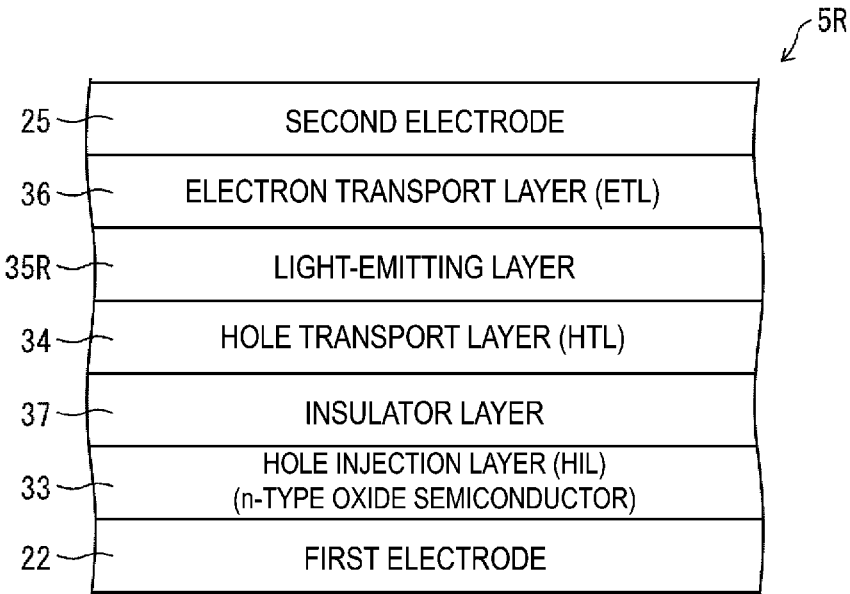 5R
25 SECOND ELECTRODE
36 ELECTRON TRANSPORT LAYER (ETL)
35R LIGHT-EMITTING LAYER
34 HOLE TRANSPORT LAYER (HTL)
37 INSULATOR LAYER
33 HOLE INJECTION LAYER (HIL)
(n-TYPE OXIDE SEMICONDUCTOR)
22 FIRST ELECTRODE